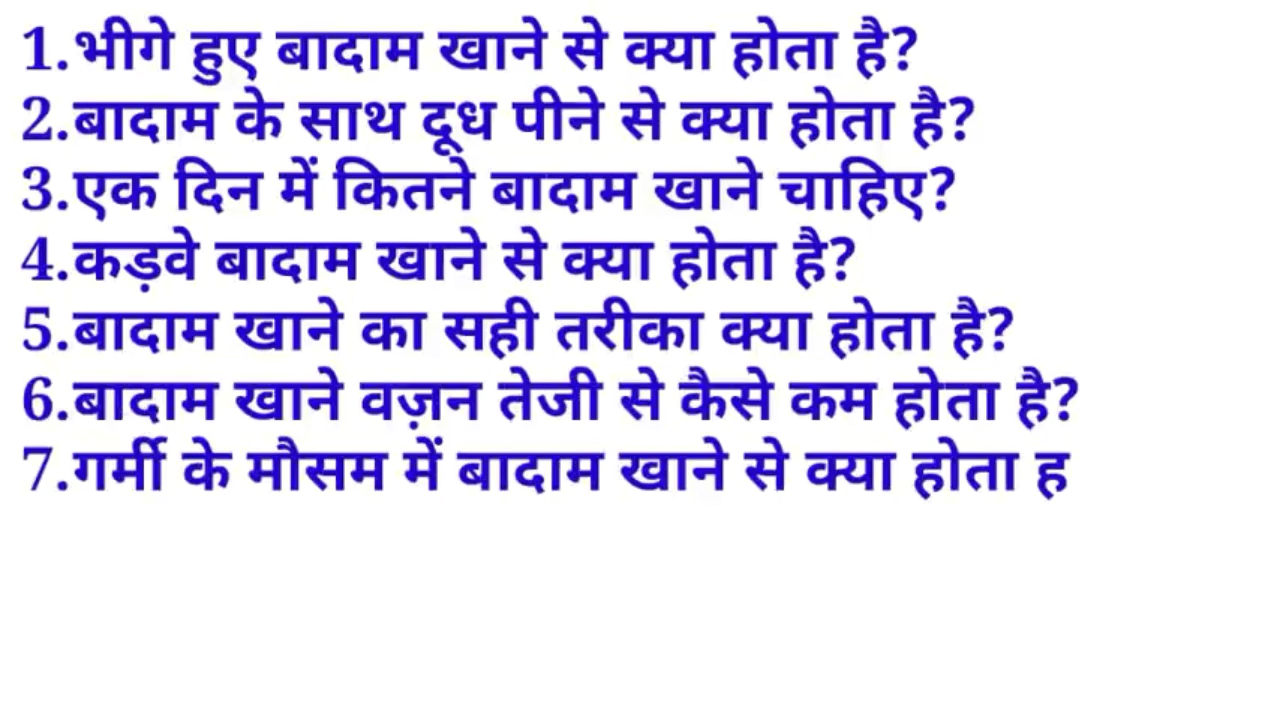 1.भीगे हुए बादाम खाने से क्या होता है?
2.बादाम के साथ दूध पीने से क्या होता है?
3.एक दिन में कितने बादाम खाने चाहिए?
4.कड़वे बादाम खाने से क्या होता है?
5.बादाम खाने का सही तरीका क्या होता है?
6.बादाम खाने वज़न तेजी से कैसे कम होता है?
7.गर्मी के मौसम में बादाम खाने से क्या होता ह